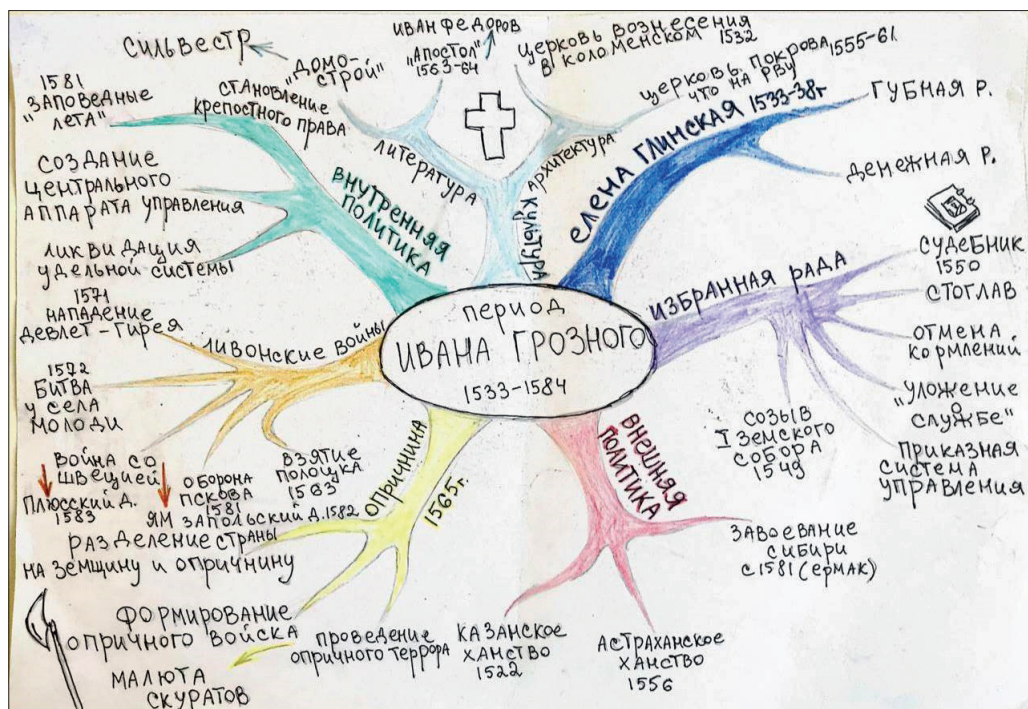 период
ИВАНА ГРОЗНОГО
1533-1584
СИЛЬВЕСТР
"ДОМО-
СТРОЙ"
ИВАН ФЕДОРОВ
"АПОСТОЛ"
1563-64
ЛИТЕРАТУРА
КУЛЬТУРА
АРХИТЕКТУРА
ЦЕРКОВЬ ВОЗНЕСЕНИЯ
В КОЛОМЕНСКОМ
1532
ЦЕРКОВЬ ПОКРОВА
ЧТО НА РВУ
1555-61.
ЕЛЕНА ГЛИНСКАЯ 1533-38г
ГУБНАЯ Р.
ДЕНЕЖНАЯ Р.
ИЗБРАННАЯ РАДА
СУДЕБНИК
1550
СТОГЛАВ
ОТМЕНА
КОРМЛЕНИЙ
"УЛОЖЕНИЕ
О
СЛУЖБЕ"
ПРИКАЗНАЯ
СИСТЕМА
УПРАВЛЕНИЯ
СОЗЫВ
I ЗЕМСКОГО
СОБОРА
1549
ВНЕШНЯЯ
ПОЛИТИКА
ЗАВОЕВАНИЕ
СИБИРИ
с 1581 (ЕРМАК)
АСТРАХАНСКОЕ
ХАНСТВО
1556
КАЗАНСКОЕ
ХАНСТВО
1522
ОПРИЧНИНА
1565г.
ПРОВЕДЕНИЕ
ОПРИЧНОГО ТЕРРОРА
МАЛЮТА
СКУРАТОВ
ФОРМИРОВАНИЕ
ОПРИЧНОГО ВОЙСКА
РАЗДЕЛЕНИЕ СТРАНЫ
НА ЗЕМЩИНУ И ОПРИЧНИНУ
ЛИВОНСКИЕ ВОЙНЫ
1571
НАПАДЕНИЕ
ДЕВЛЕТ-ГИРЕЯ
1572
БИТВА
У СЕЛА
МОЛОДИ
ВОЙНА СО
ШВЕЦИЕЙ
ПЛЮССКИЙ Д.
1583
ОБОРОНА
ПСКОВА
1581
ЯМ ЗАПОЛЬСКИЙ Д. 1582
ВЗЯТИЕ
ПОЛОЦКА
1563
ВНУТРЕННЯЯ
ПОЛИТИКА
1581
"ЗАПОВЕДНЫЕ
ЛЕТА"
СТАНОВЛЕНИЕ
КРЕПОСТНОГО ПРАВА
СОЗДАНИЕ
ЦЕНТРАЛЬНОГО
АППАРАТА УПРАВЛЕНИЯ
ЛИКВИДАЦИЯ
УДЕЛЬНОЙ СИСТЕМЫ